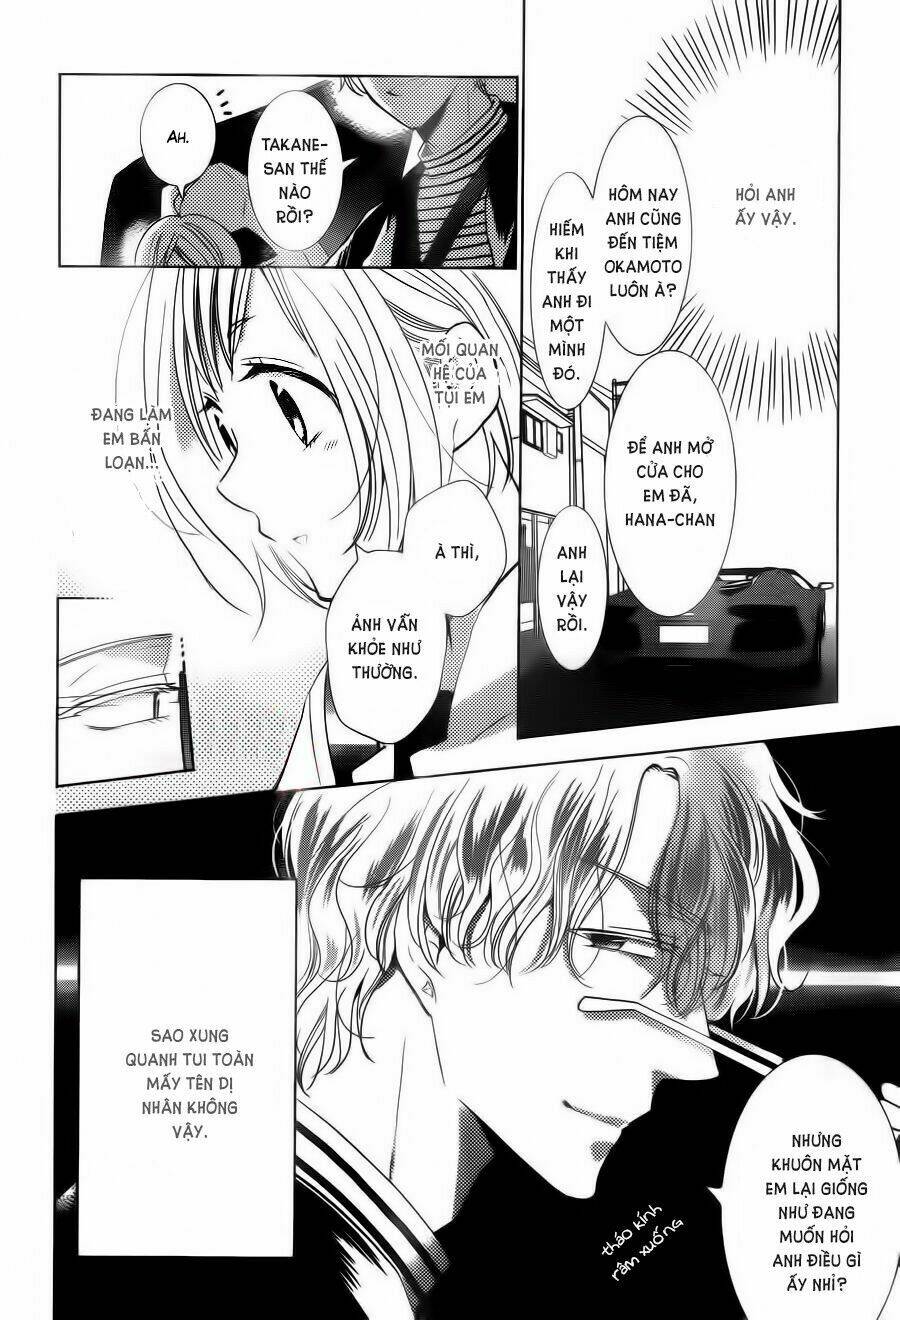 HỎI ANH
ẤY VẬY.
HÔM NAY
ANH CŨNG
ĐẾN TIỆM
OKAMOTO
LUÔN À?
HIẾM
KHI
THẤY
ANH ĐI
MỘT
MÌNH
ĐÓ.
ĐỂ ANH MỞ
CỬA CHO
EM ĐÃ,
HANA-CHAN
ANH
LẠI
VẬY
RỒI.
TAKANE-
SAN THẾ
NÀO
RỒI?
AH.
MỐI QUAN
HỆ CỦA
TỤI EM
ĐANG LÀM
EM BẤN
LOẠN...
À THÌ,
ẢNH VẪN
KHỎE NHƯ
THƯỜNG.
SAO XUNG
QUANH TUI TOÀN
MẤY TÊN DỊ
NHÂN KHÔNG
VẬY.
tháo kính
râm xuống
NHƯNG
KHUÔN MẶT
EM LẠI GIỐNG
NHƯ ĐANG
MUỐN HỎI
ANH ĐIỀU GÌ
ẤY NHỈ?